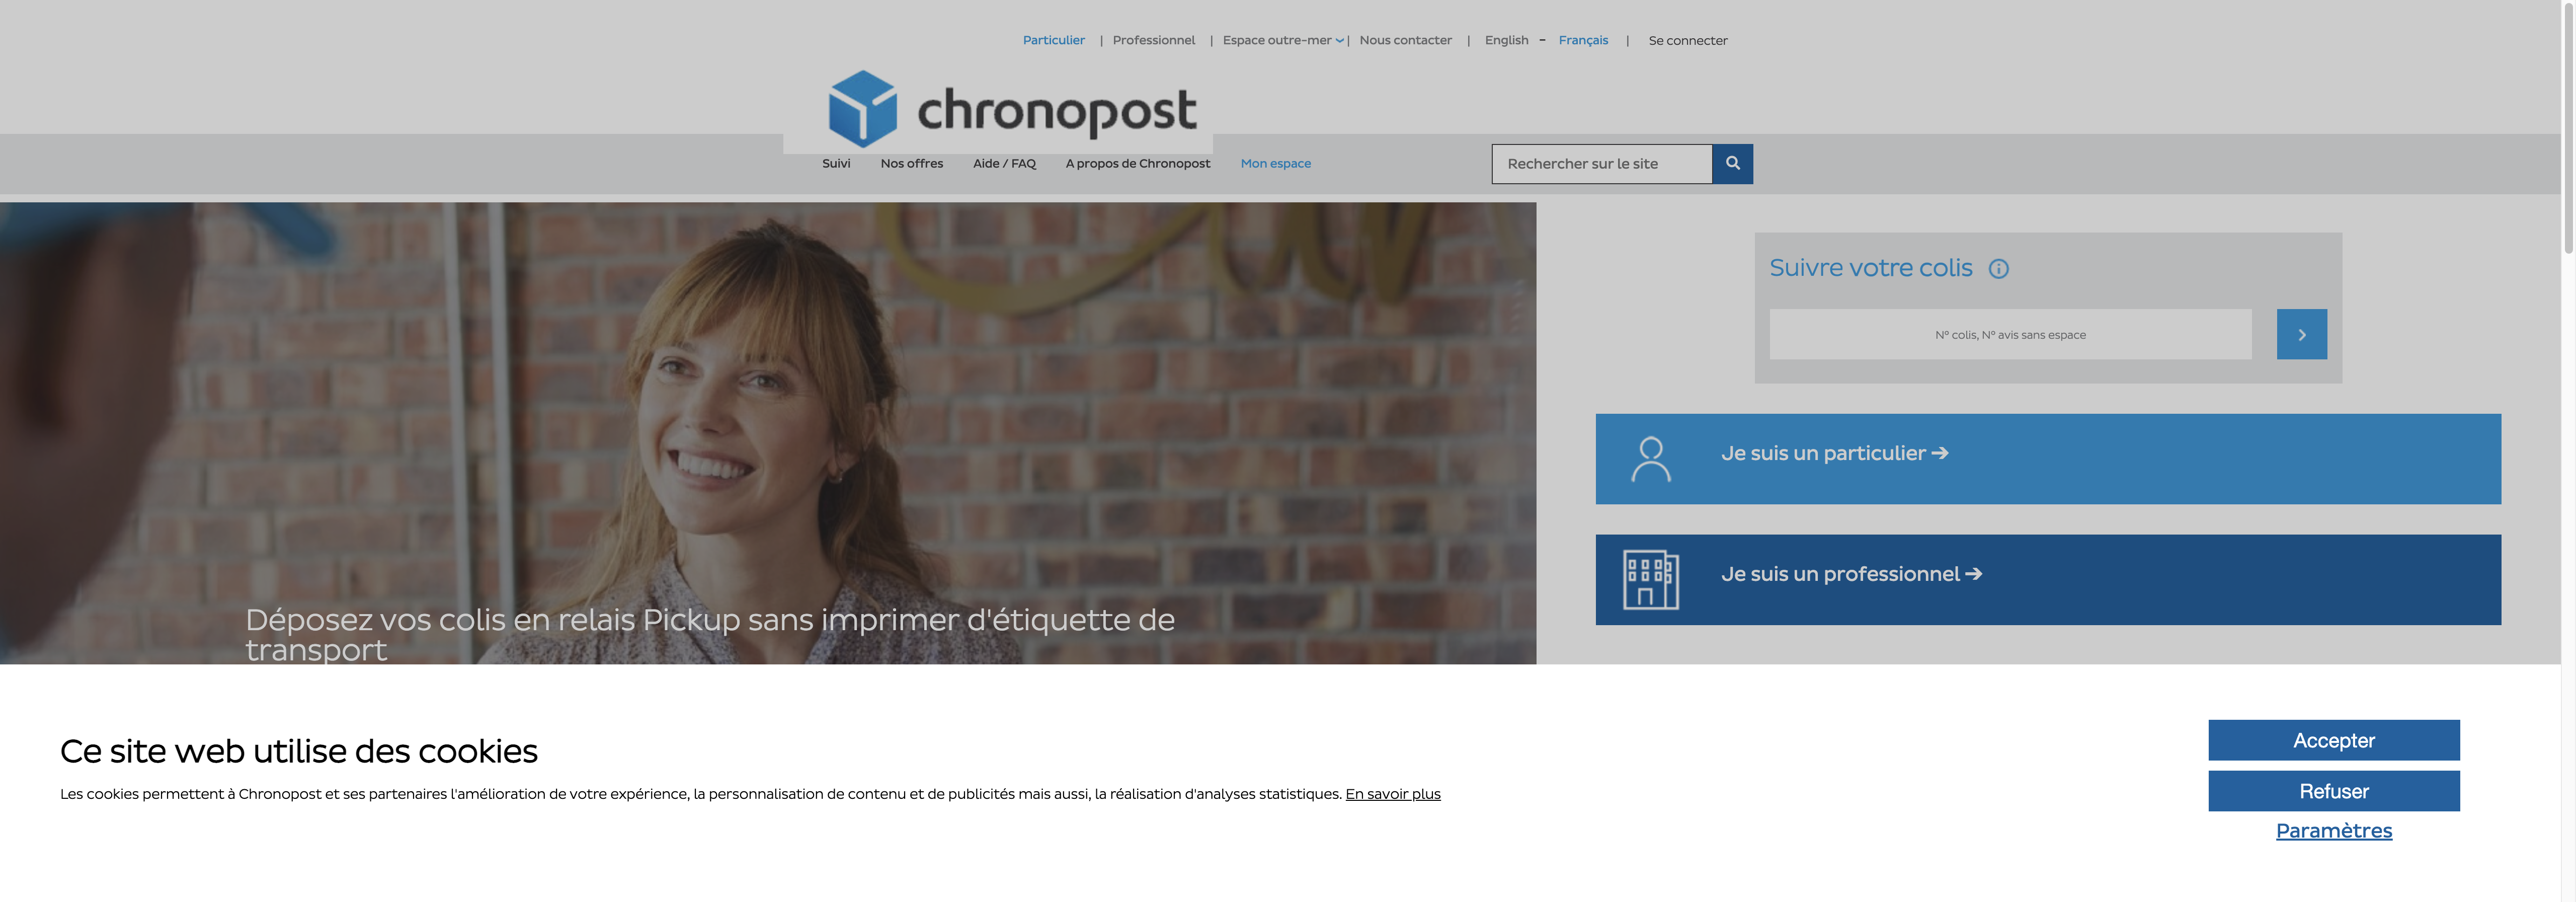 Particulier | Professionnel | Espace outre-mer | Nous contacter | English - Français | Se connecter
chronopost
Suivi Nos offres Aide / FAQ A propos de Chronopost Mon espace Rechercher sur le site
Suivre votre colis
N° colis, N° avis sans espace
Je suis un particulier ➔
Je suis un professionnel ➔
Déposez vos colis en relais Pickup sans imprimer d'étiquette de
transport
Ce site web utilise des cookies
Les cookies permettent à Chronopost et ses partenaires l'amélioration de votre expérience, la personnalisation de contenu et de publicités mais aussi, la réalisation d'analyses statistiques. En savoir plus
Accepter
Refuser
Paramètres